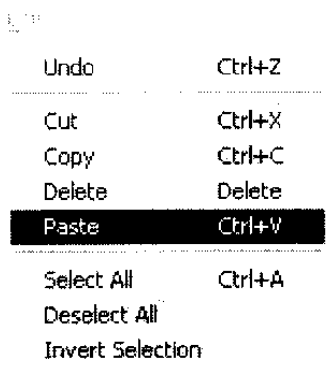 Undo Ctrl+Z
Cut Ctrl+X
Copy Ctrl+C
Delete Delete
Paste Ctrl+V
Select All Ctrl+A
Deselect All
Invert Selection